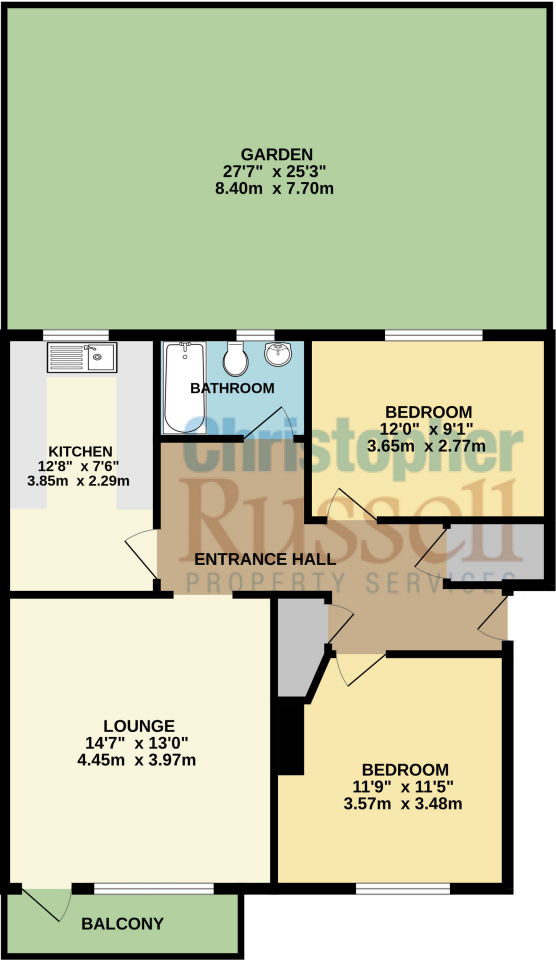 GARDEN
27'7" x 25'3"
8.40m x 7.70m
BATHROOM
BEDROOM
12'0" x 9'1"
3.65m x 2.77m
KITCHEN
12'8" x 7'6"
3.85m x 2.29m
Christopher
Russell
PROPERTY SERVICES
ENTRANCE HALL
LOUNGE
14'7" x 13'0"
4.45m x 3.97m
BEDROOM
11'9" x 11'5"
3.57m x 3.48m
BALCONY